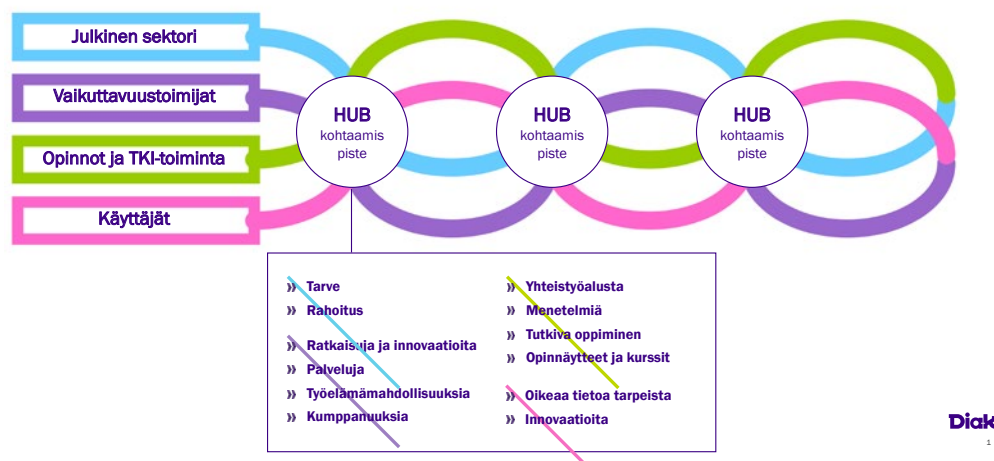 Julkinen sektori
Vaikuttavuustoimijat
Opinnot ja TKI-toiminta
Käyttäjät
HUB
kohtaamis
piste
HUB
kohtaamis
piste
HUB
kohtaamis
piste
» Tarve
» Rahoitus
» Ratkaisuja ja innovaatioita
» Palveluja
» Työelämämahdollisuuksia
» Kumppanuuksia
» Yhteistyöalusta
» Menetelmiä
» Tutkiva oppiminen
» Opinnäytteet ja kurssit
» Oikeaa tietoa tarpeista
» Innovaatioita
Diak
1